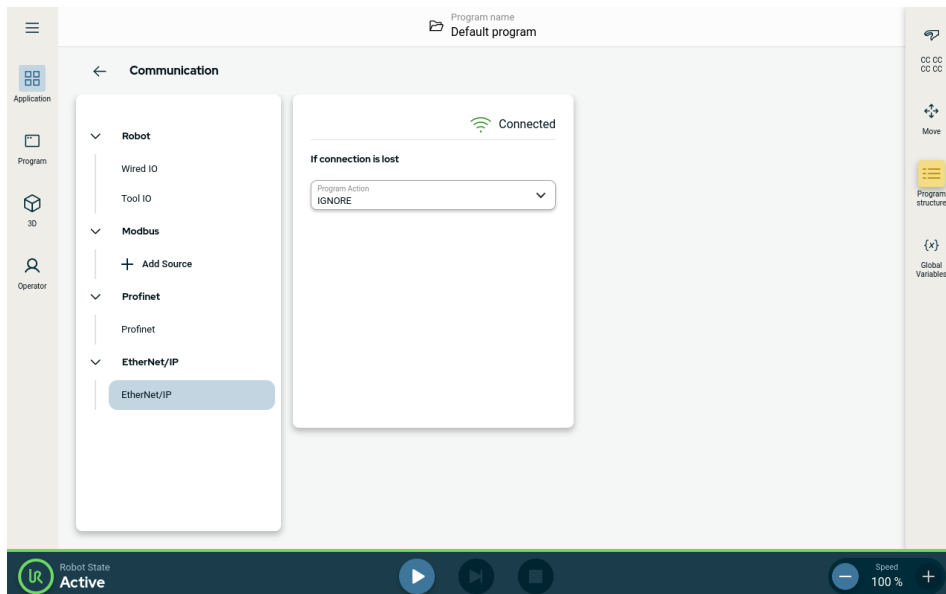 Program name
Default program
Application
Program
3D
Operator
Communication
Robot
Wired IO
Tool IO
Modbus
Add Source
Profinet
Profinet
EtherNet/IP
EtherNet/IP
Connected
If connection is lost
Program Action
IGNORE
CC CC
CC CC
Move
Program
structure
{x}
Global
Variables
UR
Robot State
Active
Speed
100 %